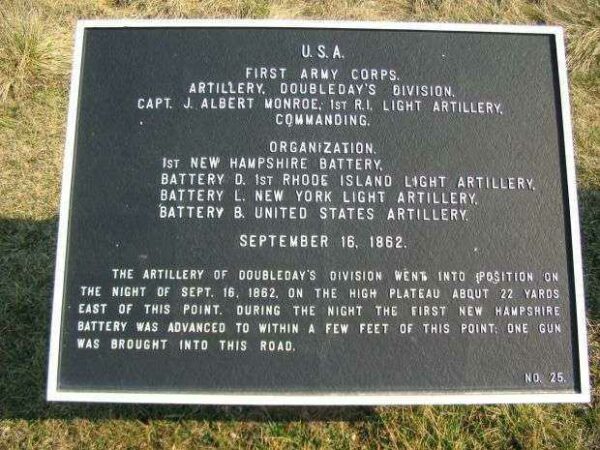 U.S.A.
FIRST ARMY CORPS.
ARTILLERY, DOUBLEDAY'S DIVISION,
CAPT. J. ALBERT MONROE, 1ST R.I. LIGHT ARTILLERY,
COMMANDING.
ORGANIZATION.
1ST NEW HAMPSHIRE BATTERY,
BATTERY D. 1ST RHODE ISLAND LIGHT ARTILLERY,
BATTERY L. NEW YORK LIGHT ARTILLERY,
BATTERY B. UNITED STATES ARTILLERY.
SEPTEMBER 16, 1862.
THE ARTILLERY OF DOUBLEDAY'S DIVISION WENT INTO POSITION ON
THE NIGHT OF SEPT. 16, 1862, ON THE HIGH PLATEAU ABOUT 22 YARDS
EAST OF THIS POINT. DURING THE NIGHT THE FIRST NEW HAMPSHIRE
BATTERY WAS ADVANCED TO WITHIN A FEW FEET OF THIS POINT: ONE GUN
WAS BROUGHT INTO THIS ROAD.
NO. 25.